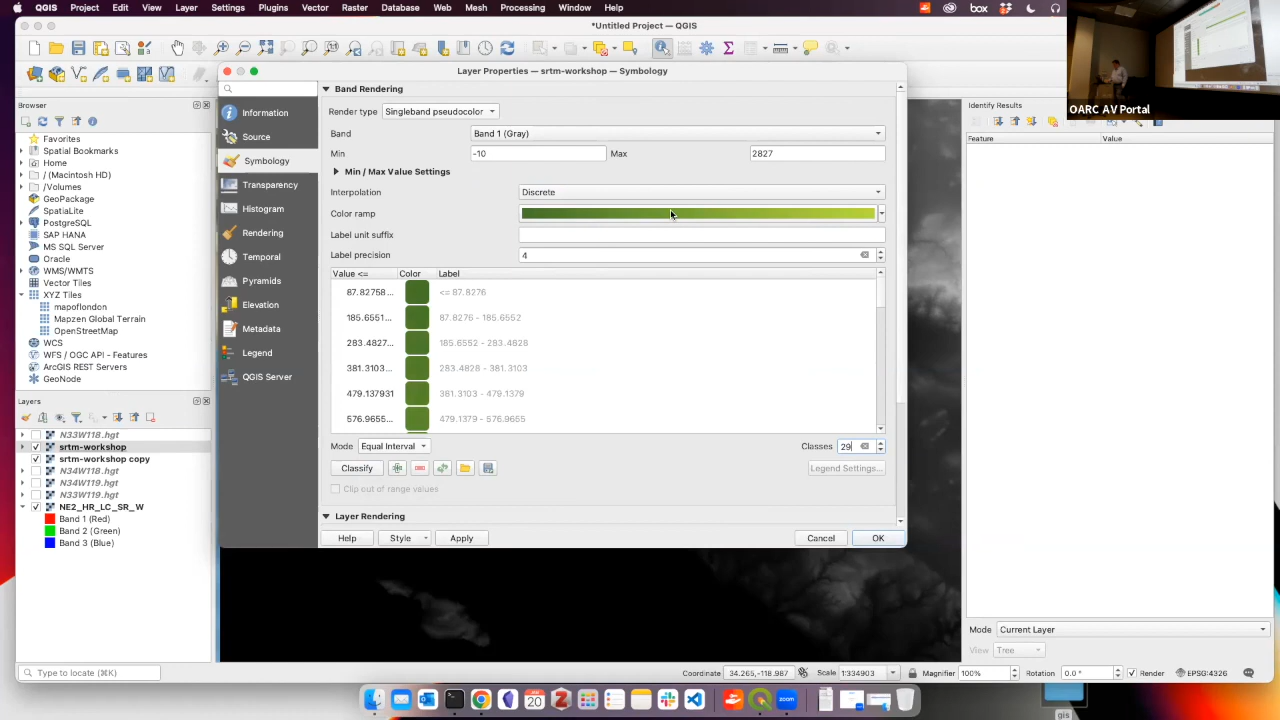 QGIS Project Edit View Layer Settings Plugins Vector Raster Database Web Mesh Processing Window Help box
*Untitled Project — QGIS
OARC AV Portal
Layer Properties — srtm-workshop — Symbology
Browser
Favorites
Spatial Bookmarks
Home
/ (Macintosh HD)
/Volumes
GeoPackage
SpatiaLite
PostgreSQL
SAP HANA
MS SQL Server
Oracle
WMS/WMTS
Vector Tiles
XYZ Tiles
mapoflondon
Mapzen Global Terrain
OpenStreetMap
WCS
WFS / OGC API - Features
ArcGIS REST Servers
GeoNode
Layers
N33W118.hgt
srtm-workshop
srtm-workshop copy
N34W118.hgt
N34W119.hgt
N33W119.hgt
NE2_HR_LC_SR_W
Band 1 (Red)
Band 2 (Green)
Band 3 (Blue)
Information
Source
Symbology
Transparency
Histogram
Rendering
Temporal
Pyramids
Elevation
Metadata
Legend
QGIS Server
Band Rendering
Render type Singleband pseudocolor
Band Band 1 (Gray)
Min -10 Max 2827
Min / Max Value Settings
Interpolation Discrete
Color ramp
Label unit suffix
Label precision 4
Value <= Color Label
87.82758... <= 87.8276
185.6551... 87.8276 - 185.6552
283.4827... 185.6552 - 283.4828
381.3103... 283.4828 - 381.3103
479.137931 381.3103 - 479.1379
576.9655... 479.1379 - 576.9655
Mode Equal Interval Classes 29
Classify Legend Settings...
Clip out of range values
Layer Rendering
Help Style Apply Cancel OK
Identify Results
Feature Value
Mode Current Layer
View Tree
Type to locate (⌘K) Coordinate 34.265,-118.987 Scale 1:334903 Magnifier 100% Rotation 0.0 ° Render EPSG:4326
JUN
20
zoom
gis